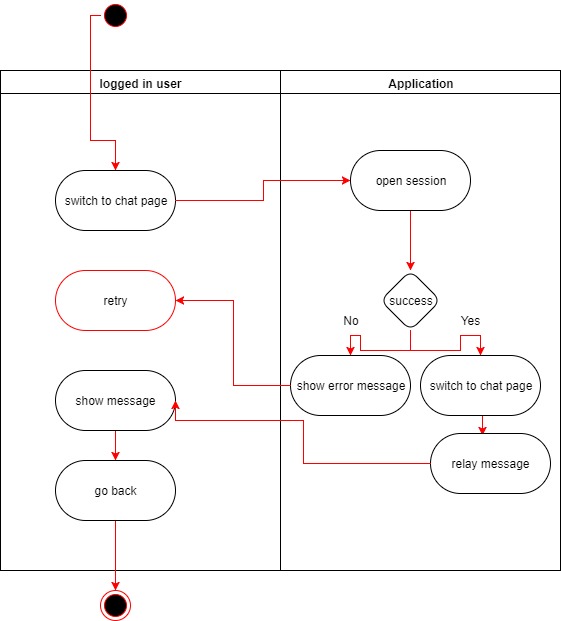 logged in user
Application
switch to chat page
open session
retry
success
No
Yes
show error message
switch to chat page
show message
relay message
go back